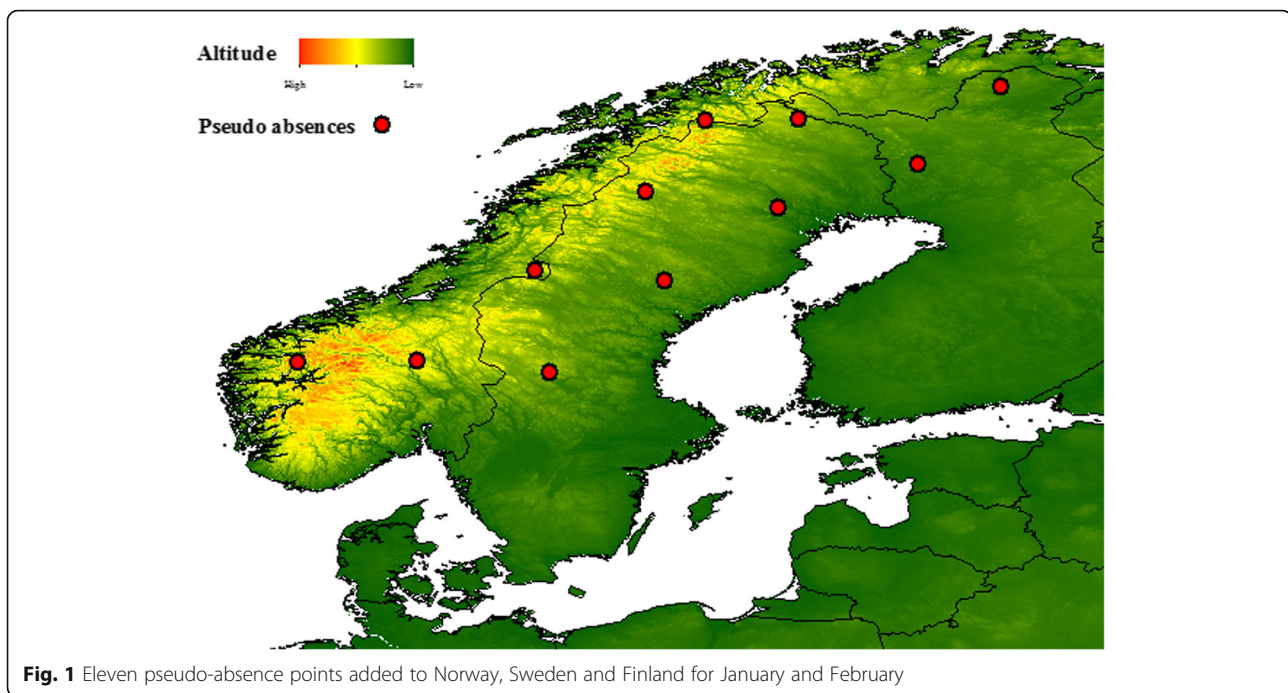 Altitude
High Low
Pseudo absences
Fig. 1 Eleven pseudo-absence points added to Norway, Sweden and Finland for January and February